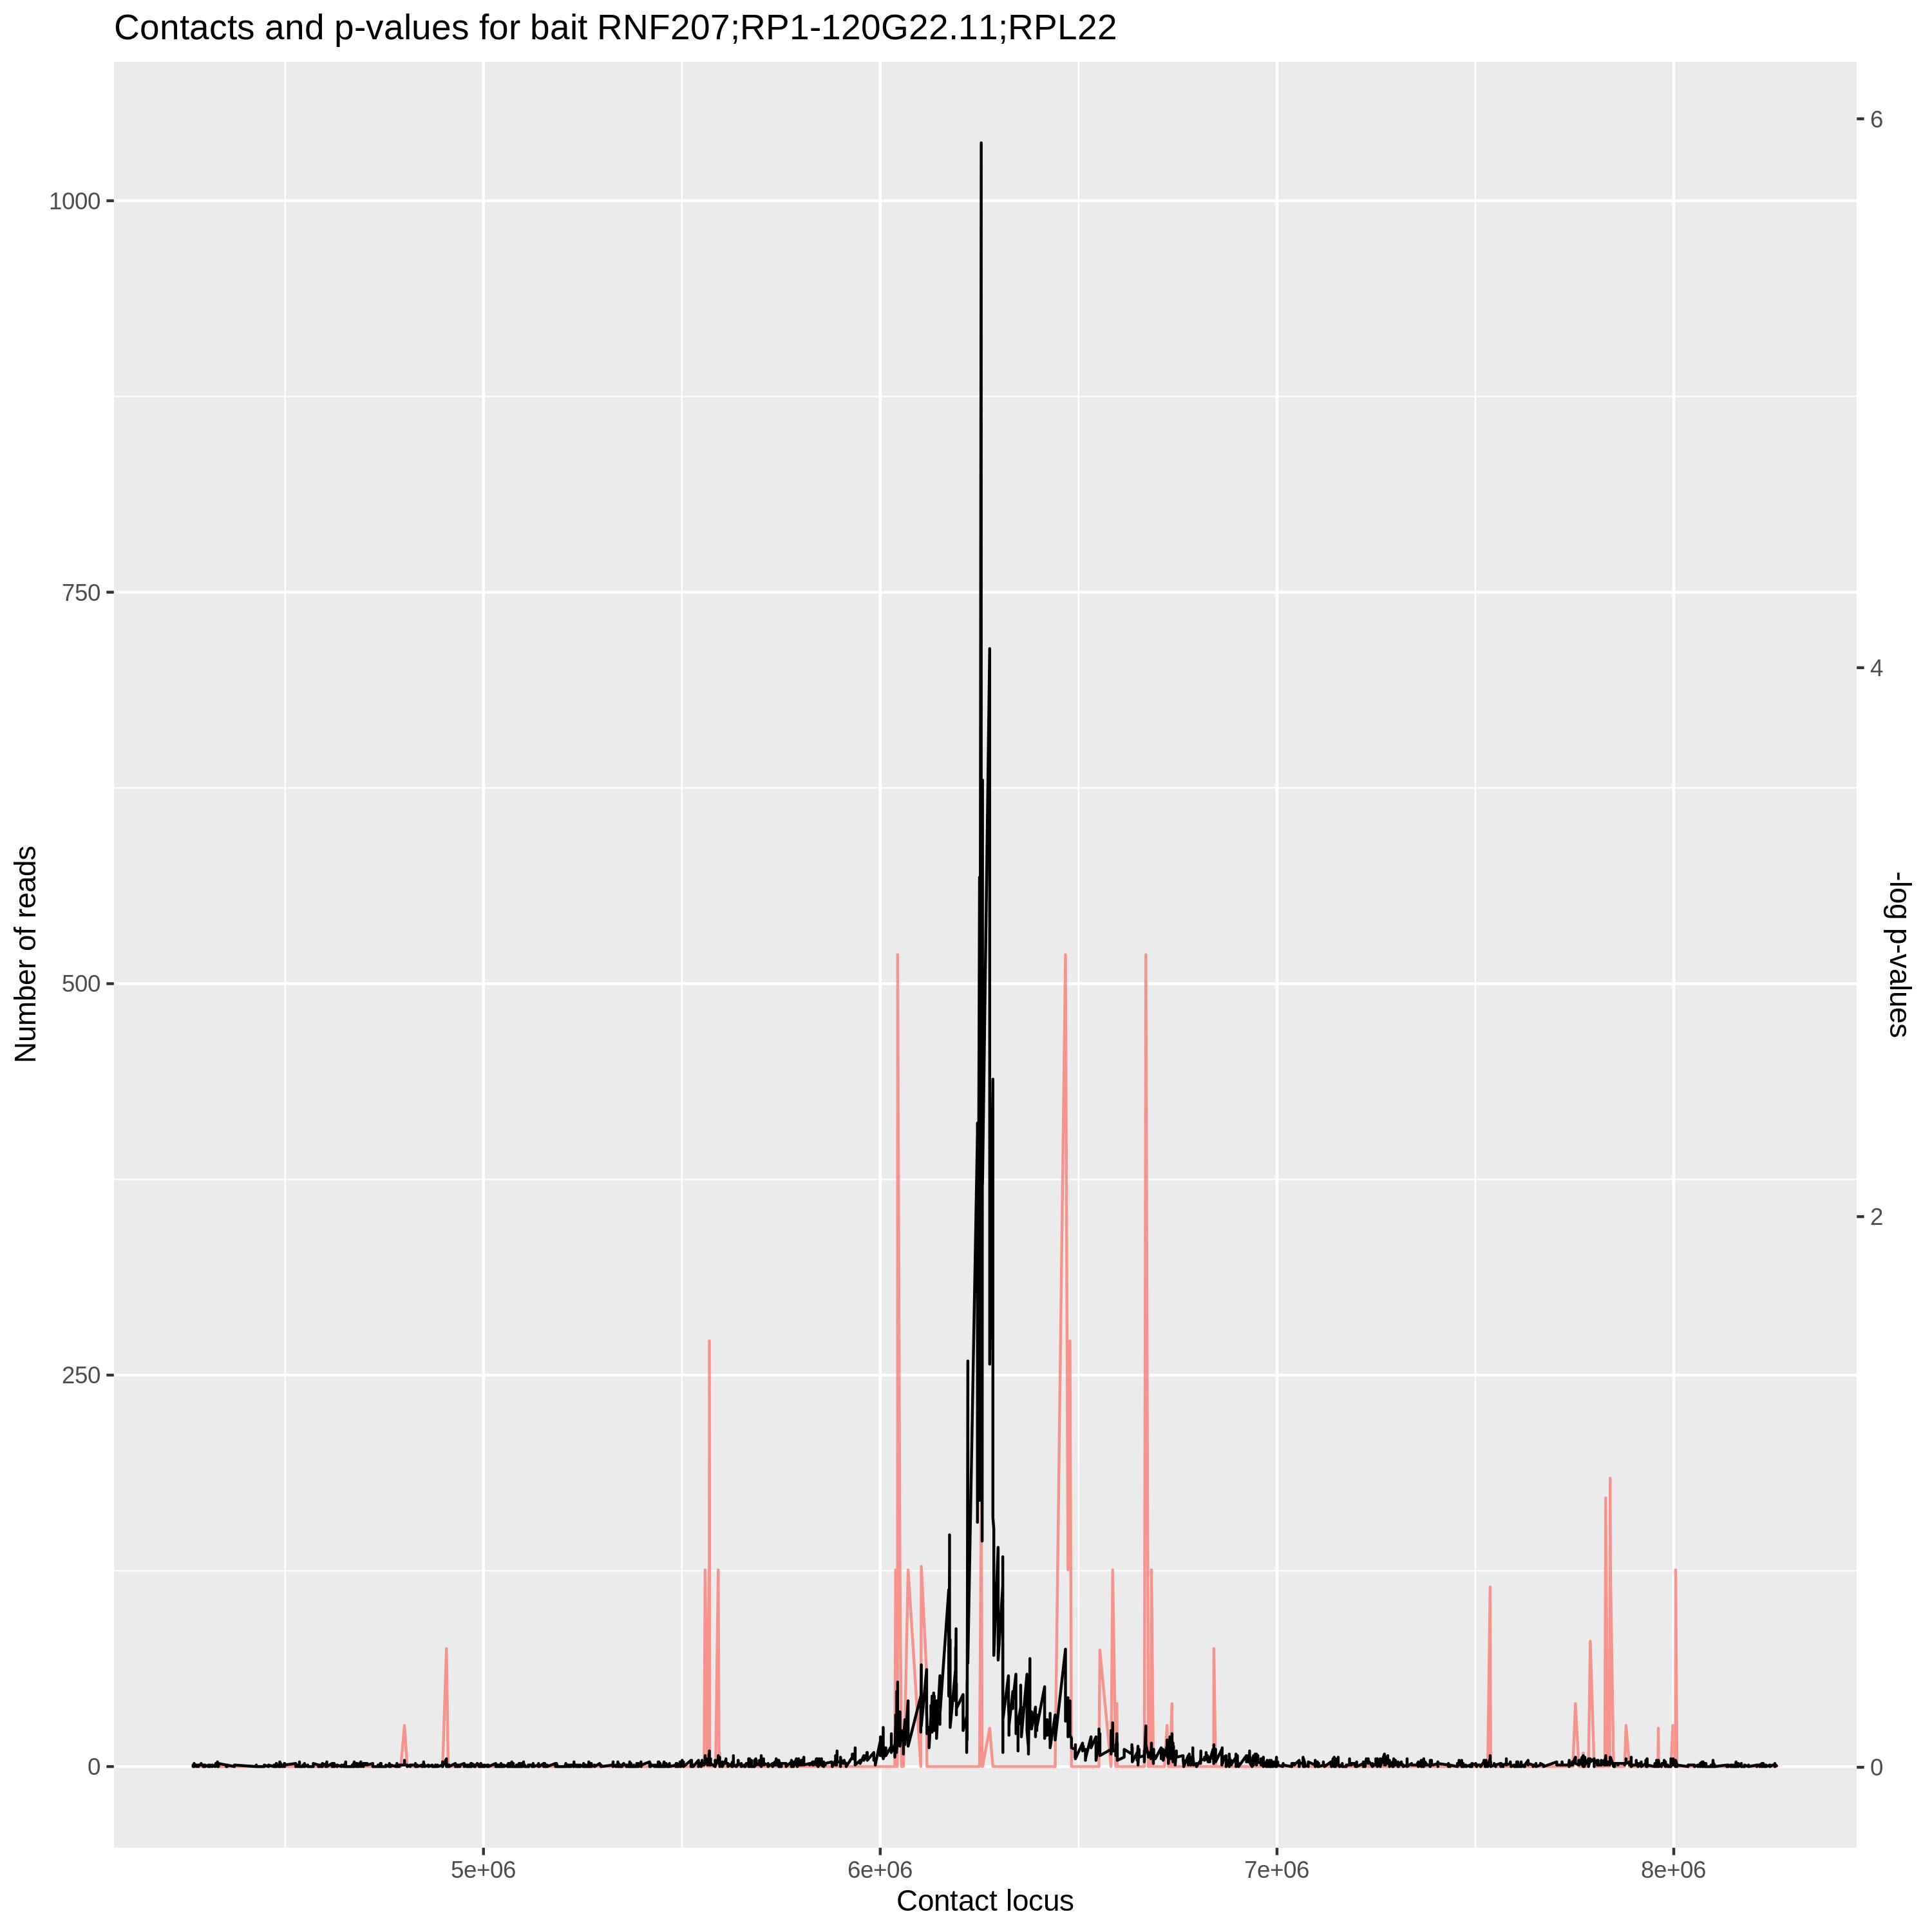 Contacts and p-values for bait RNF207;RP1-120G22.11;RPL22
1000
750
500
250
0
Number of reads
6
4
2
0
-log p-values
5e+06
6e+06
7e+06
8e+06
Contact locus